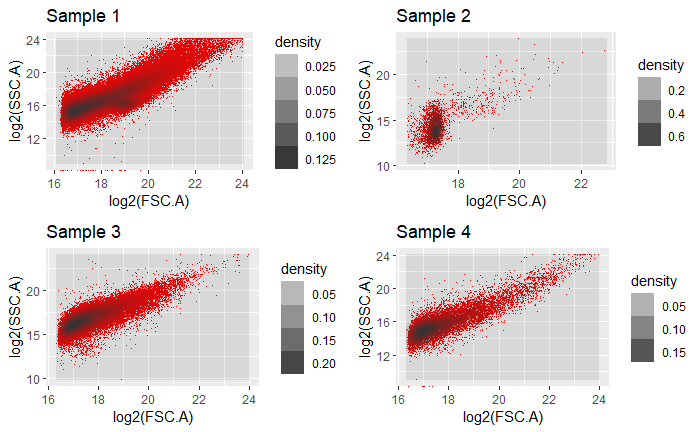 Sample 1
log2(SSC.A)
24
20
16
12
16
18
20
22
24
log2(FSC.A)
density
0.025
0.050
0.075
0.100
0.125
Sample 2
log2(SSC.A)
20
15
10
18
20
22
log2(FSC.A)
density
0.2
0.4
0.6
Sample 3
log2(SSC.A)
20
15
10
16
18
20
22
24
log2(FSC.A)
density
0.05
0.10
0.15
0.20
Sample 4
log2(SSC.A)
24
20
16
12
16
18
20
22
24
log2(FSC.A)
density
0.05
0.10
0.15